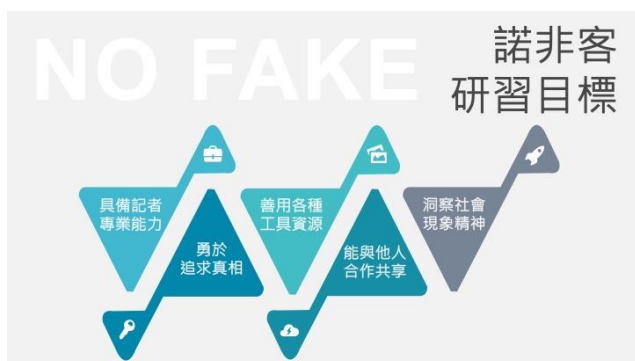 NO FAKE
諾非客
研習目標
具備記者
專業能力
勇於
追求真相
善用各種
工具資源
能與他人
合作共享
洞察社會
現象精神